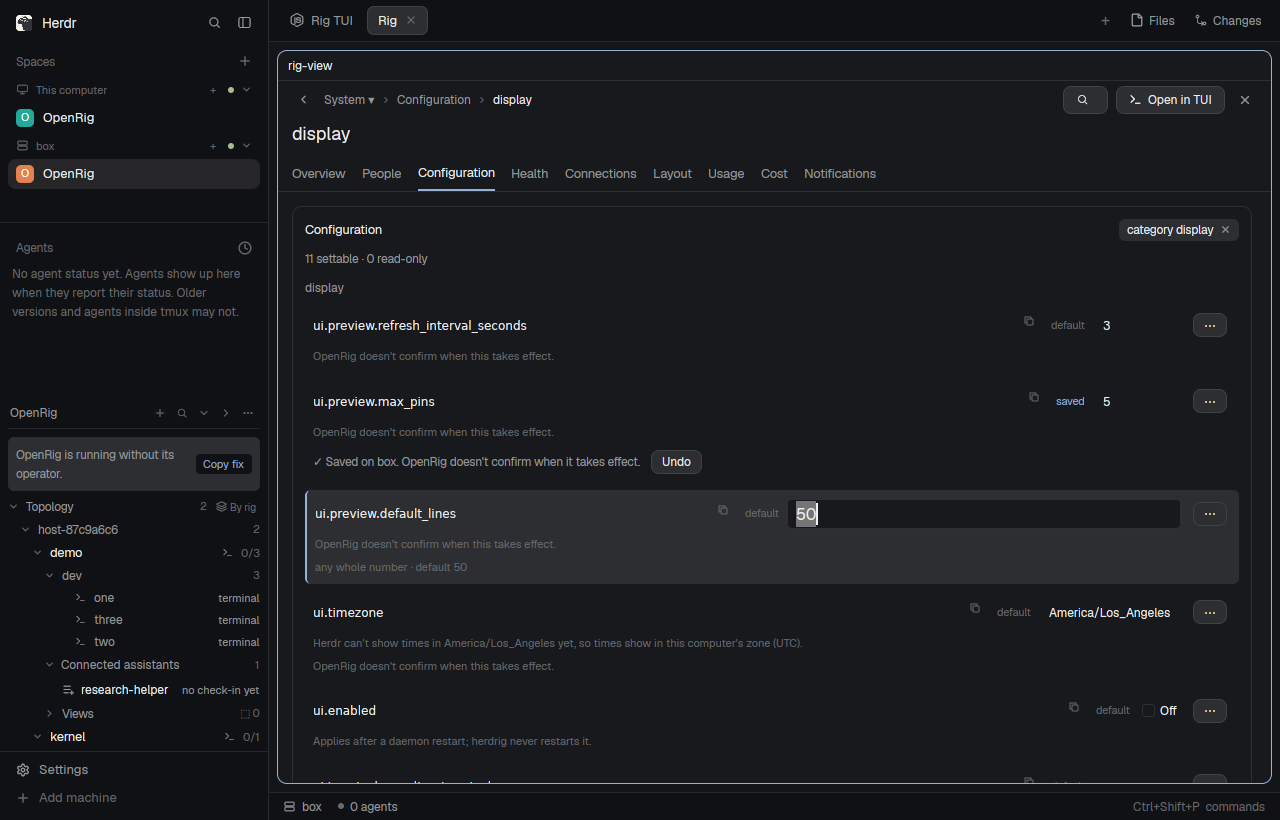 Herdr
Spaces
This computer
O OpenRig
box
O OpenRig
Agents
No agent status yet. Agents show up here
when they report their status. Older
versions and agents inside tmux may not.
OpenRig
OpenRig is running without its
operator.
Copy fix
Topology 2 By rig
host-87c9a6c6 2
demo 0/3
dev 3
one terminal
three terminal
two terminal
Connected assistants 1
research-helper no check-in yet
Views 0
kernel 0/1
Settings
Add machine
Rig TUI
Rig
Files
Changes
rig-view
System ▾ › Configuration › display
Open in TUI
display
Overview People Configuration Health Connections Layout Usage Cost Notifications
Configuration
category display ×
11 settable · 0 read-only
display
ui.preview.refresh_interval_seconds default 3 ...
OpenRig doesn't confirm when this takes effect.
ui.preview.max_pins saved 5 ...
OpenRig doesn't confirm when this takes effect.
✓ Saved on box. OpenRig doesn't confirm when it takes effect. Undo
ui.preview.default_lines default 50 ...
OpenRig doesn't confirm when this takes effect.
any whole number · default 50
ui.timezone default America/Los_Angeles ...
Herdr can't show times in America/Los_Angeles yet, so times show in this computer's zone (UTC).
OpenRig doesn't confirm when this takes effect.
ui.enabled default Off ...
Applies after a daemon restart; herdrig never restarts it.
box 0 agents
Ctrl+Shift+P commands